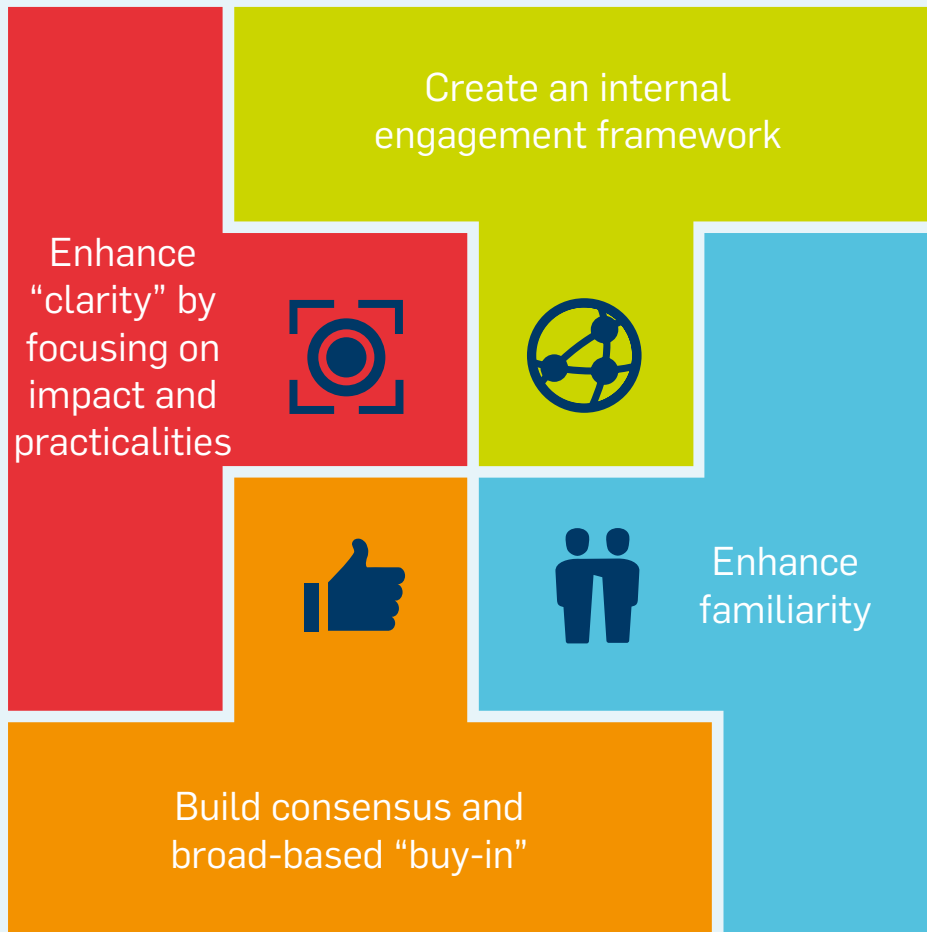 Create an internal
engagement framework
Enhance
“clarity” by
focusing on
impact and
practicalities
Enhance
familiarity
Build consensus and
broad-based “buy-in”